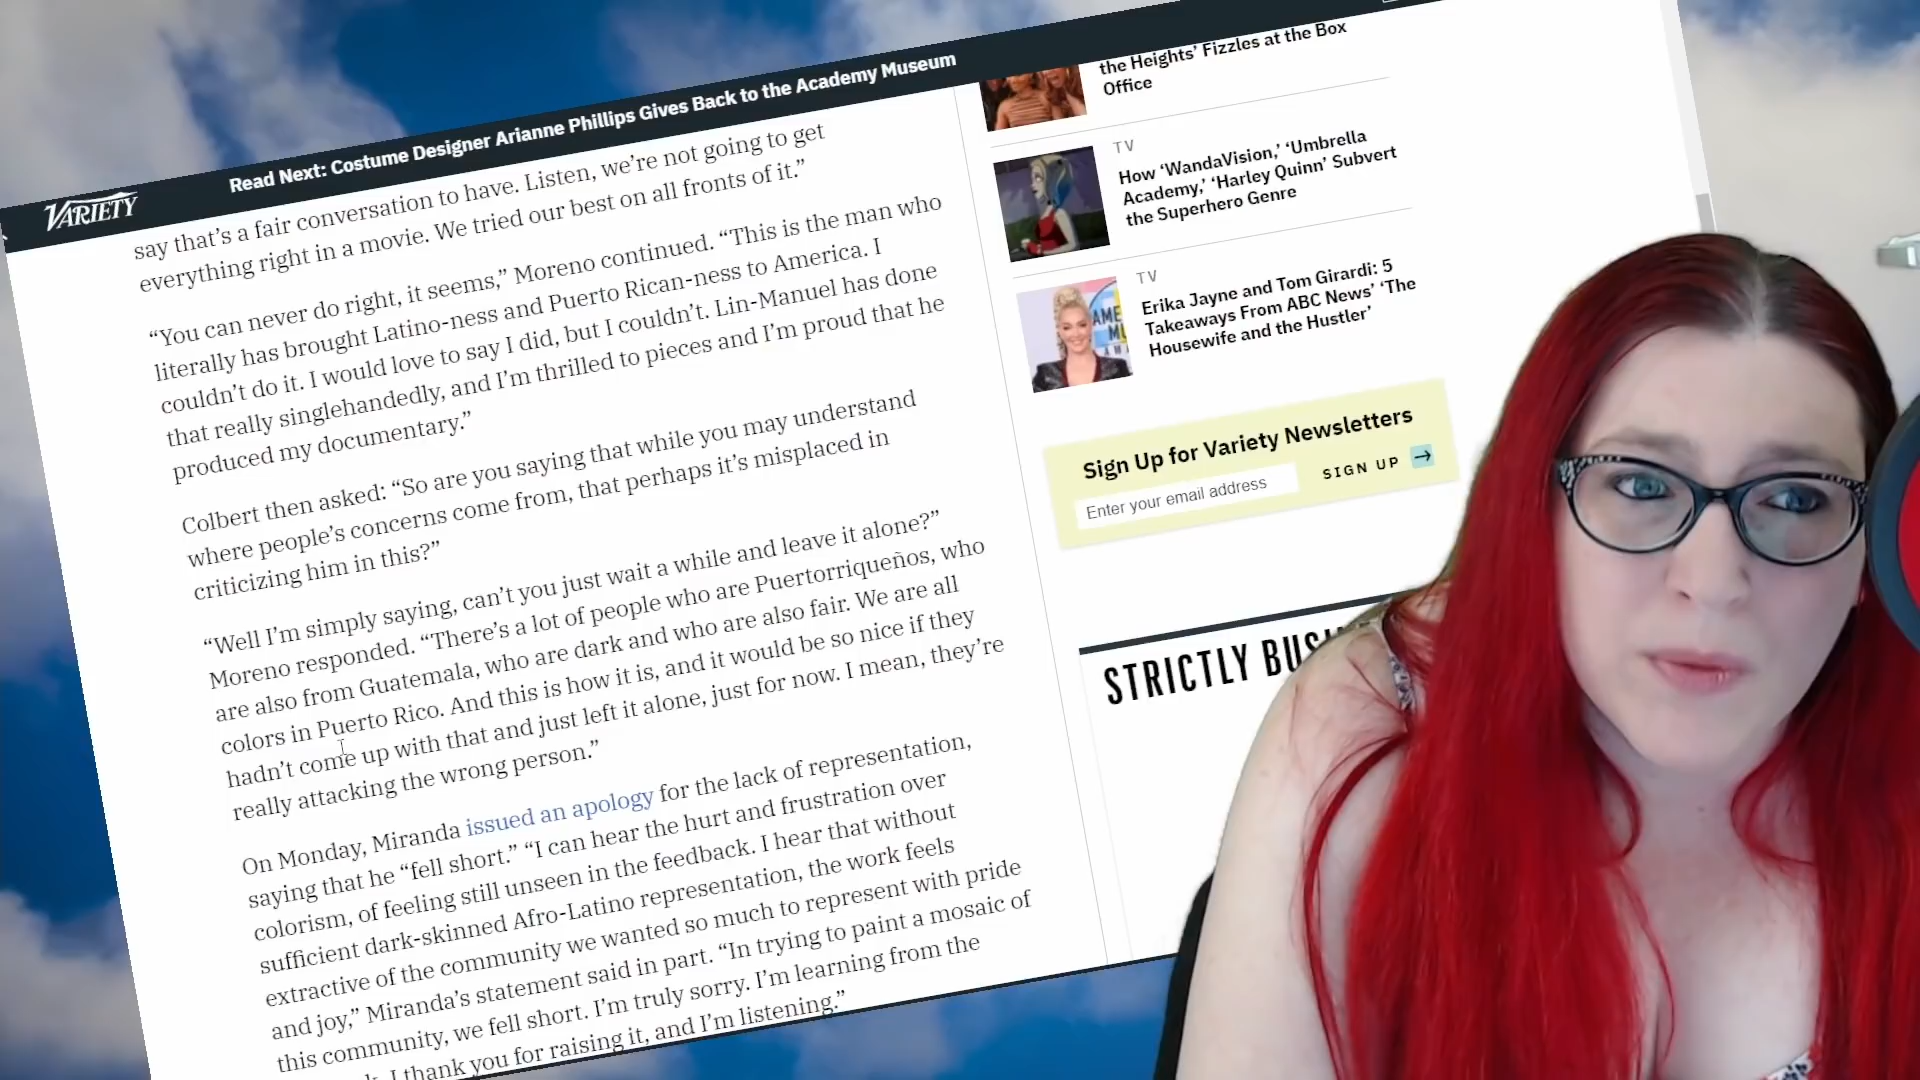 Read Next: Costume Designer Arianne Phillips Gives Back to the Academy Museum
VARIETY
say that’s a fair conversation to have. Listen, we’re not going to get
everything right in a movie. We tried our best on all fronts of it.”
“You can never do right, it seems,” Moreno continued. “This is the man who
literally has brought Latino-ness and Puerto Rican-ness to America. I
couldn’t do it. I would love to say I did, but I couldn’t. Lin-Manuel has done
that really singlehandedly, and I’m thrilled to pieces and I’m proud that he
produced my documentary.”
Colbert then asked: “So are you saying that while you may understand
where people’s concerns come from, that perhaps it’s misplaced in
criticizing him in this?”
“Well I’m simply saying, can’t you just wait a while and leave it alone?”
Moreno responded. “There’s a lot of people who are Puertorriqueños, who
are also from Guatemala, who are dark and who are also fair. We are all
colors in Puerto Rico. And this is how it is, and it would be so nice if they
hadn’t come up with that and just left it alone, just for now. I mean, they’re
really attacking the wrong person.”
On Monday, Miranda issued an apology for the lack of representation,
saying that he “fell short.” “I can hear the hurt and frustration over
colorism, of feeling still unseen in the feedback. I hear that without
sufficient dark-skinned Afro-Latino representation, the work feels
extractive of the community we wanted so much to represent with pride
and joy,” Miranda’s statement said in part. “In trying to paint a mosaic of
this community, we fell short. I’m truly sorry. I’m learning from the
I thank you for raising it, and I’m listening.”
the Heights’ Fizzles at the Box
Office
TV
How ‘WandaVision,’ ‘Umbrella
Academy,’ ‘Harley Quinn’ Subvert
the Superhero Genre
TV
Erika Jayne and Tom Girardi: 5
Takeaways From ABC News’ ‘The
Housewife and the Hustler’
Sign Up for Variety Newsletters
Enter your email address
SIGN UP
STRICTLY